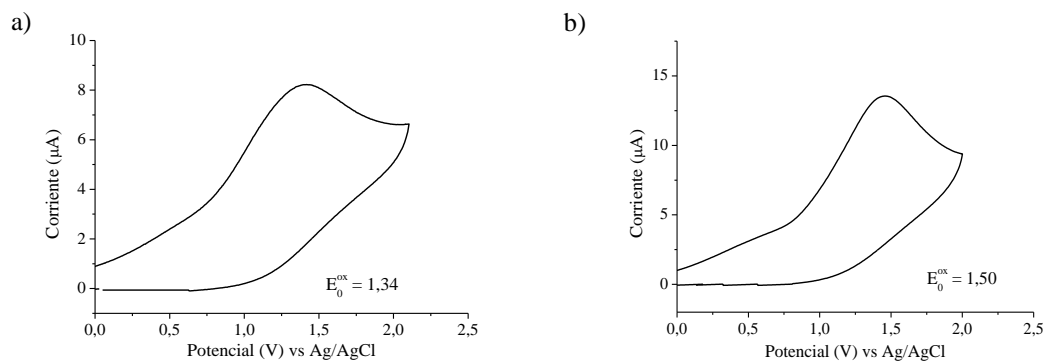 a)
10
8
6
4
2
0
Corriente (µA)
E₀ᵒˣ = 1,34
0,0 0,5 1,0 1,5 2,0 2,5
Potencial (V) vs Ag/AgCl
b)
15
10
5
0
Corriente (µA)
E₀ᵒˣ = 1,50
0,0 0,5 1,0 1,5 2,0 2,5
Potencial (V) vs Ag/AgCl